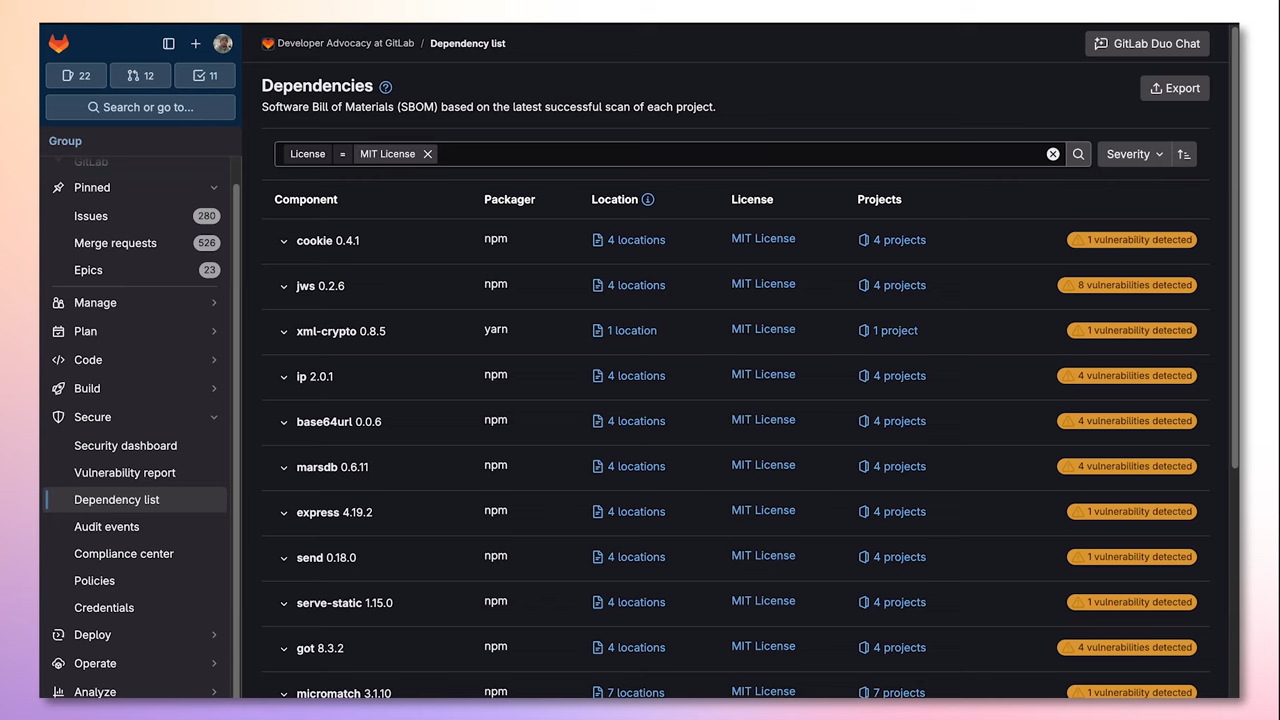 Developer Advocacy at GitLab / Dependency list
GitLab Duo Chat
22
12
11
Search or go to...
Group
GitLab
Pinned
Issues 280
Merge requests 526
Epics 23
Manage
Plan
Code
Build
Secure
Security dashboard
Vulnerability report
Dependency list
Audit events
Compliance center
Policies
Credentials
Deploy
Operate
Analyze
Dependencies
Export
Software Bill of Materials (SBOM) based on the latest successful scan of each project.
License = MIT License
Severity
Component Packager Location License Projects
cookie 0.4.1 npm 4 locations MIT License 4 projects 1 vulnerability detected
jws 0.2.6 npm 4 locations MIT License 4 projects 8 vulnerabilities detected
xml-crypto 0.8.5 yarn 1 location MIT License 1 project 1 vulnerability detected
ip 2.0.1 npm 4 locations MIT License 4 projects 4 vulnerabilities detected
base64url 0.0.6 npm 4 locations MIT License 4 projects 4 vulnerabilities detected
marsdb 0.6.11 npm 4 locations MIT License 4 projects 4 vulnerabilities detected
express 4.19.2 npm 4 locations MIT License 4 projects 1 vulnerability detected
send 0.18.0 npm 4 locations MIT License 4 projects 1 vulnerability detected
serve-static 1.15.0 npm 4 locations MIT License 4 projects 1 vulnerability detected
got 8.3.2 npm 4 locations MIT License 4 projects 4 vulnerabilities detected
micromatch 3.1.10 npm 7 locations MIT License 7 projects 1 vulnerability detected